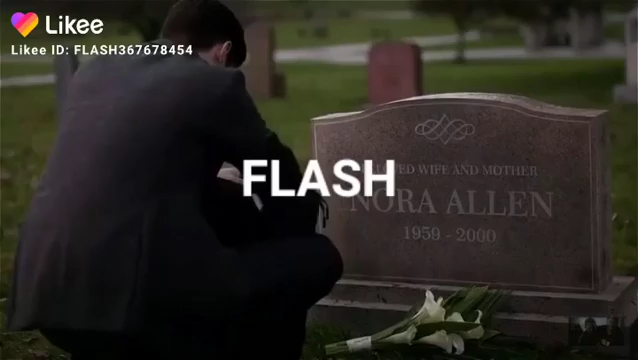 Likee
Likee ID: FLASH367678454
FLASH
WIFE AND MOTHER
NORA ALLEN
1959 - 2000